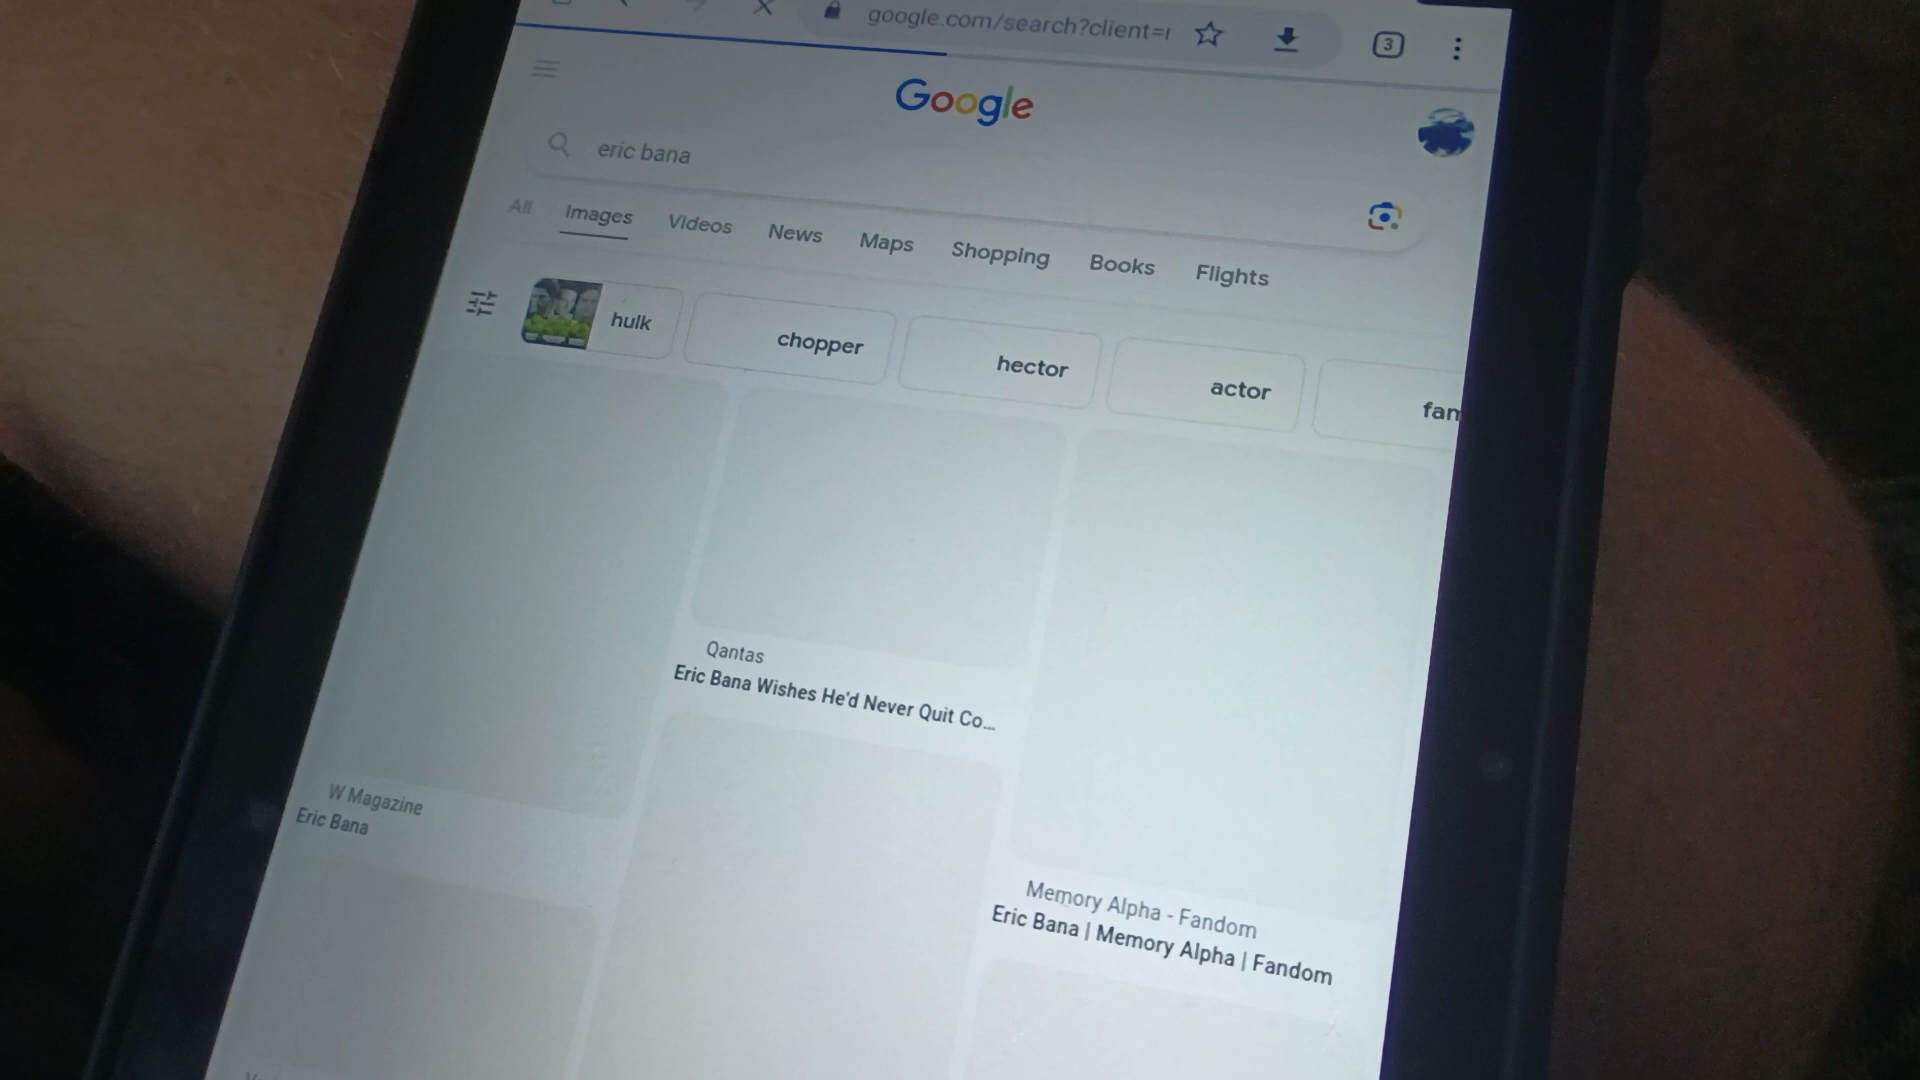 google.com/search?client=
3
Google
eric bana
All Images Videos News Maps Shopping Books Flights
hulk chopper hector actor fan
Qantas
Eric Bana Wishes He'd Never Quit Co...
W Magazine
Eric Bana
Memory Alpha - Fandom
Eric Bana | Memory Alpha | Fandom